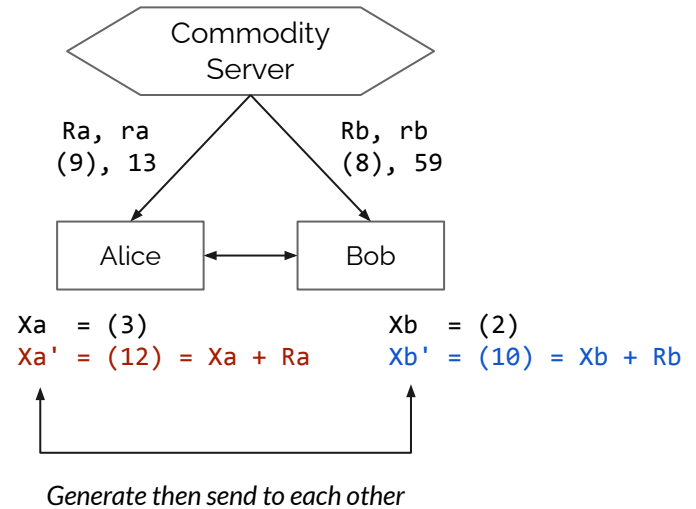 Commodity
Server
Ra, ra
(9), 13
Rb, rb
(8), 59
Alice
Bob
Xa  = (3)
Xa' = (12) = Xa + Ra
Xb  = (2)
Xb' = (10) = Xb + Rb
Generate then send to each other